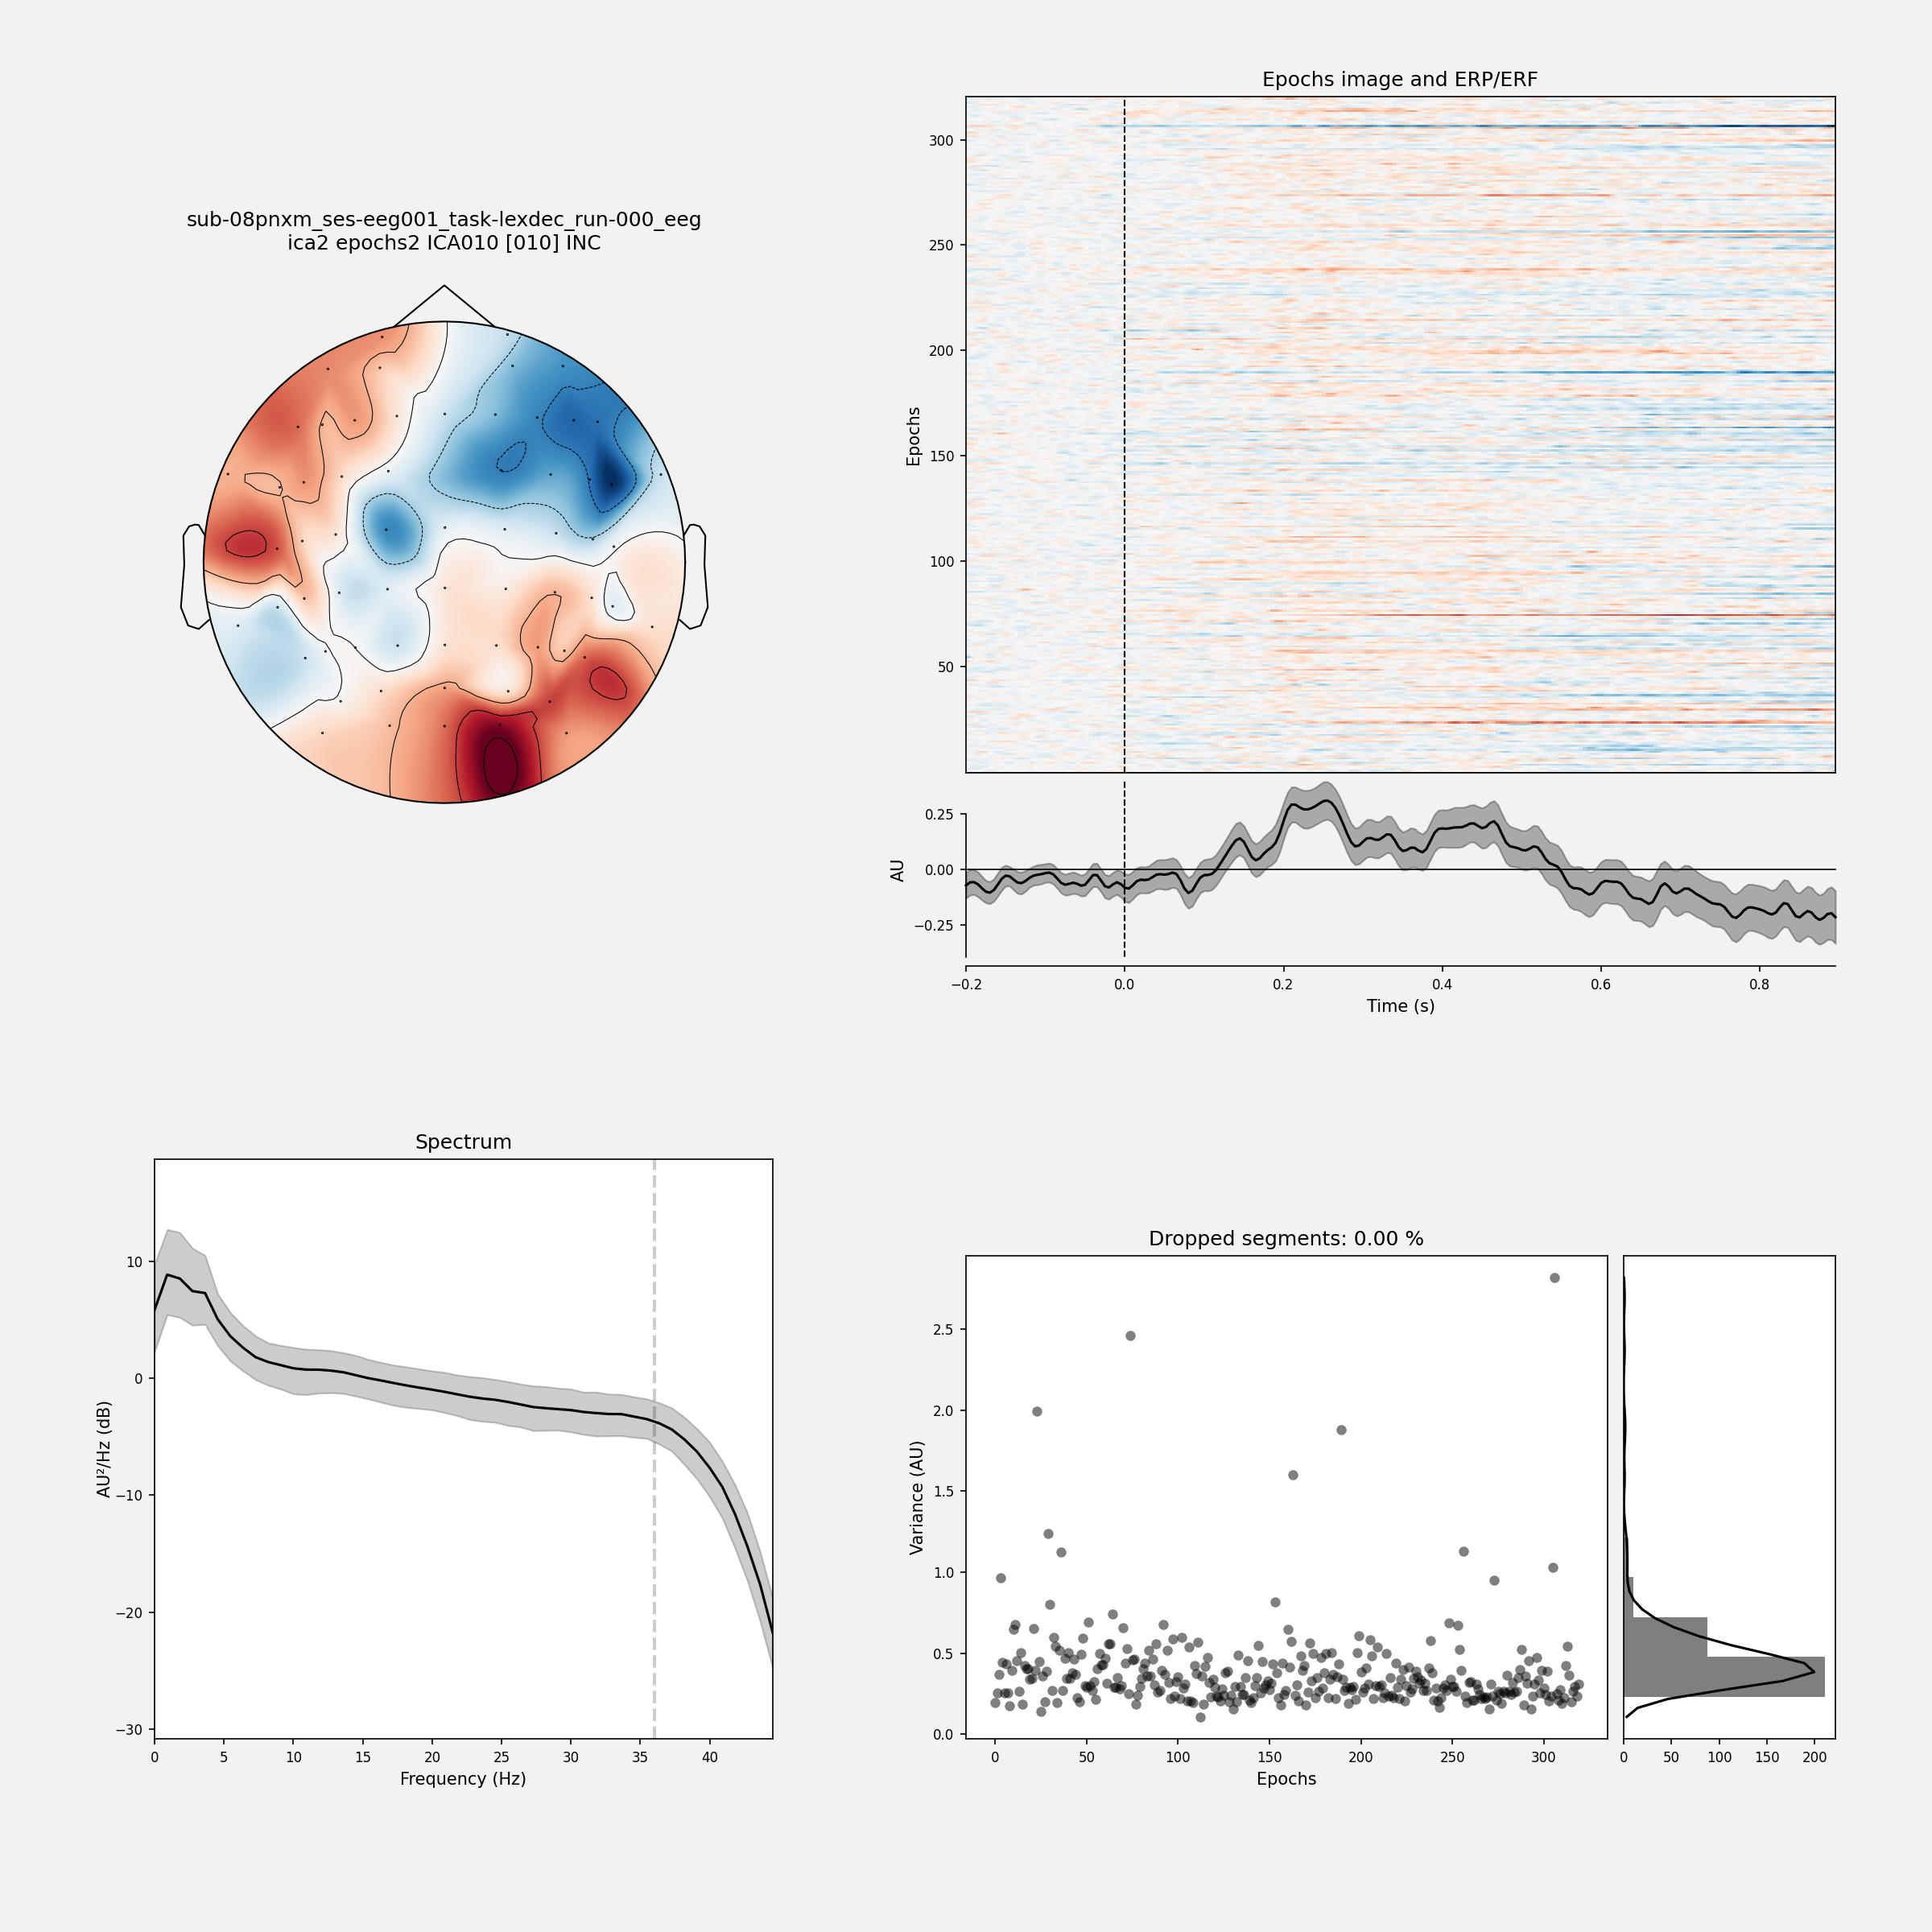 sub-08pnxm_ses-eeg001_task-lexdec_run-000_eeg
ica2 epochs2 ICA010 [010] INC
Epochs image and ERP/ERF
300
250
200
150
100
50
Epochs
0.25
0.00
−0.25
AU
−0.2 0.0 0.2 0.4 0.6 0.8
Time (s)
Spectrum
10
0
−10
−20
−30
AU²/Hz (dB)
0 5 10 15 20 25 30 35 40
Frequency (Hz)
Dropped segments: 0.00 %
2.5
2.0
1.5
1.0
0.5
0.0
Variance (AU)
0 50 100 150 200 250 300
Epochs
0 50 100 150 200